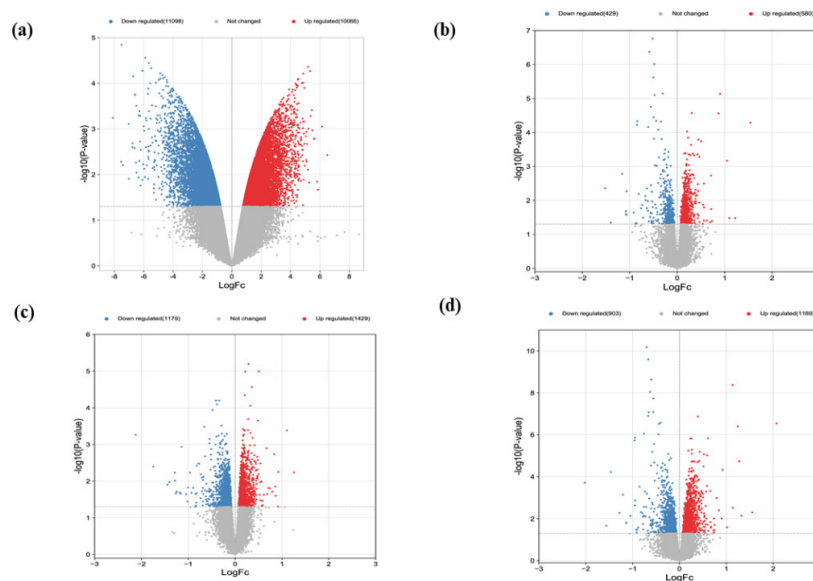 (a)
Down regulated(11098) Not changed Up regulated(10066)
5
4
3
2
1
0
-log10(P-value)
−8 −6 −4 −2 0 2 4 6 8
LogFc
(b)
Down regulated(429) Not changed Up regulated(580)
7
6
5
4
3
2
1
0
-log10(P-value)
−3 −2 −1 0 1 2
LogFc
(c)
Down regulated(1179) Not changed Up regulated(1429)
6
5
4
3
2
1
0
-log10(P-value)
−3 −2 −1 0 1 2 3
LogFc
(d)
Down regulated(903) Not changed
10
8
6
4
2
0
-log10(P-value)
−3 −2 −1 0 1 2
LogFc